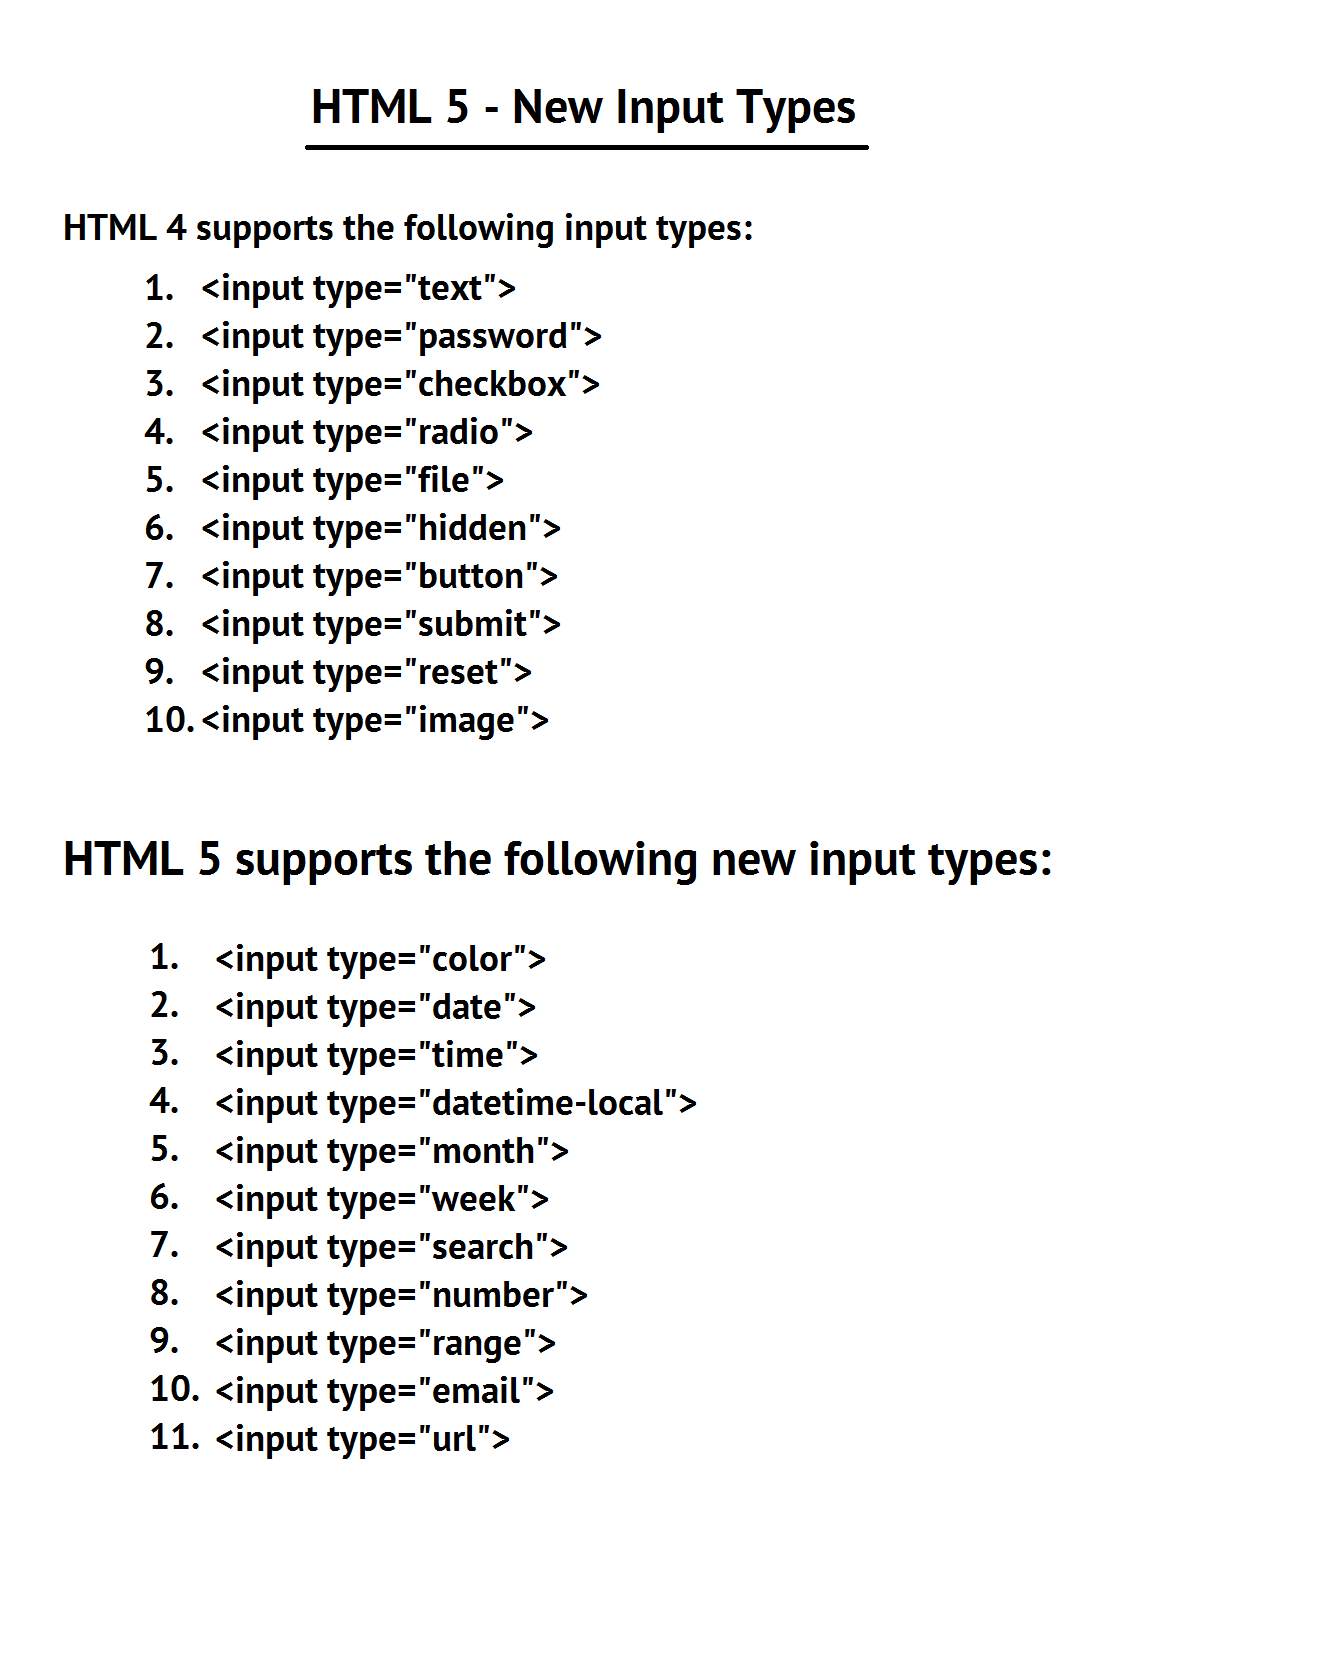 HTML 5 - New Input Types
HTML 4 supports the following input types:
1. <input type="text">
2. <input type="password">
3. <input type="checkbox">
4. <input type="radio">
5. <input type="file">
6. <input type="hidden">
7. <input type="button">
8. <input type="submit">
9. <input type="reset">
10. <input type="image">
HTML 5 supports the following new input types:
1. <input type="color">
2. <input type="date">
3. <input type="time">
4. <input type="datetime-local">
5. <input type="month">
6. <input type="week">
7. <input type="search">
8. <input type="number">
9. <input type="range">
10. <input type="email">
11. <input type="url">